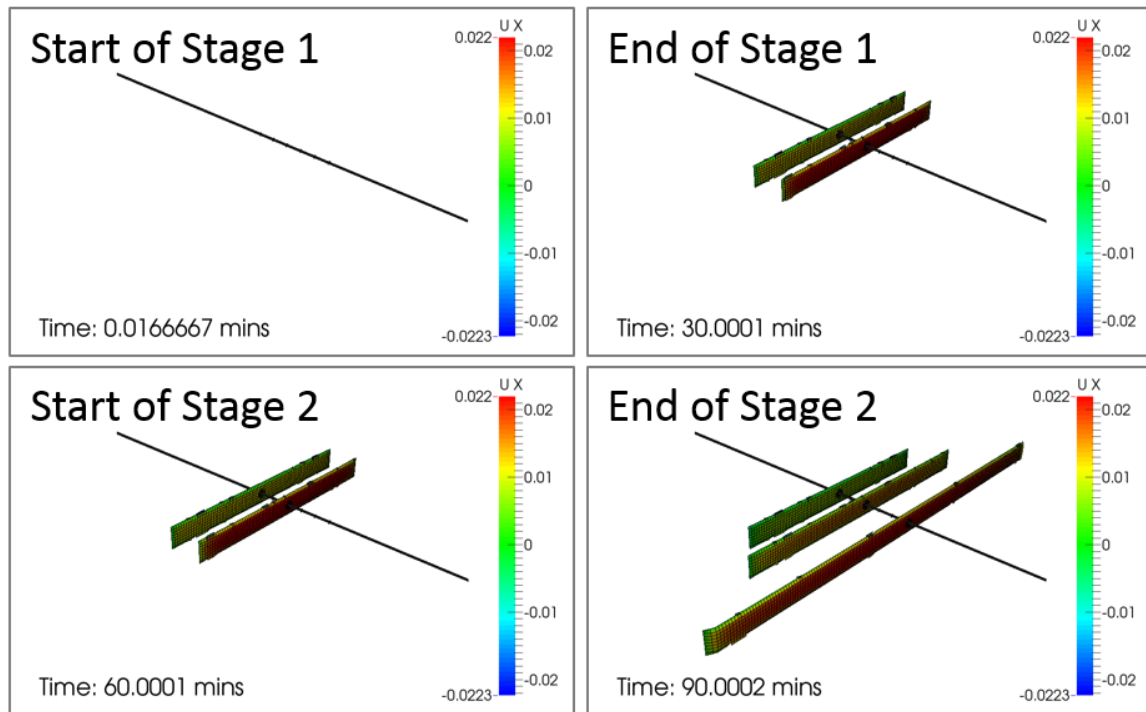 Start of Stage 1
U X
0.022
0.02
0.01
0
-0.01
-0.02
-0.0223
Time: 0.0166667 mins
End of Stage 1
U X
0.022
0.02
0.01
0
-0.01
-0.02
-0.0223
Time: 30.0001 mins
Start of Stage 2
U X
0.022
0.02
0.01
0
-0.01
-0.02
-0.0223
Time: 60.0001 mins
End of Stage 2
U X
0.022
0.02
0.01
0
-0.01
-0.02
-0.0223
Time: 90.0002 mins